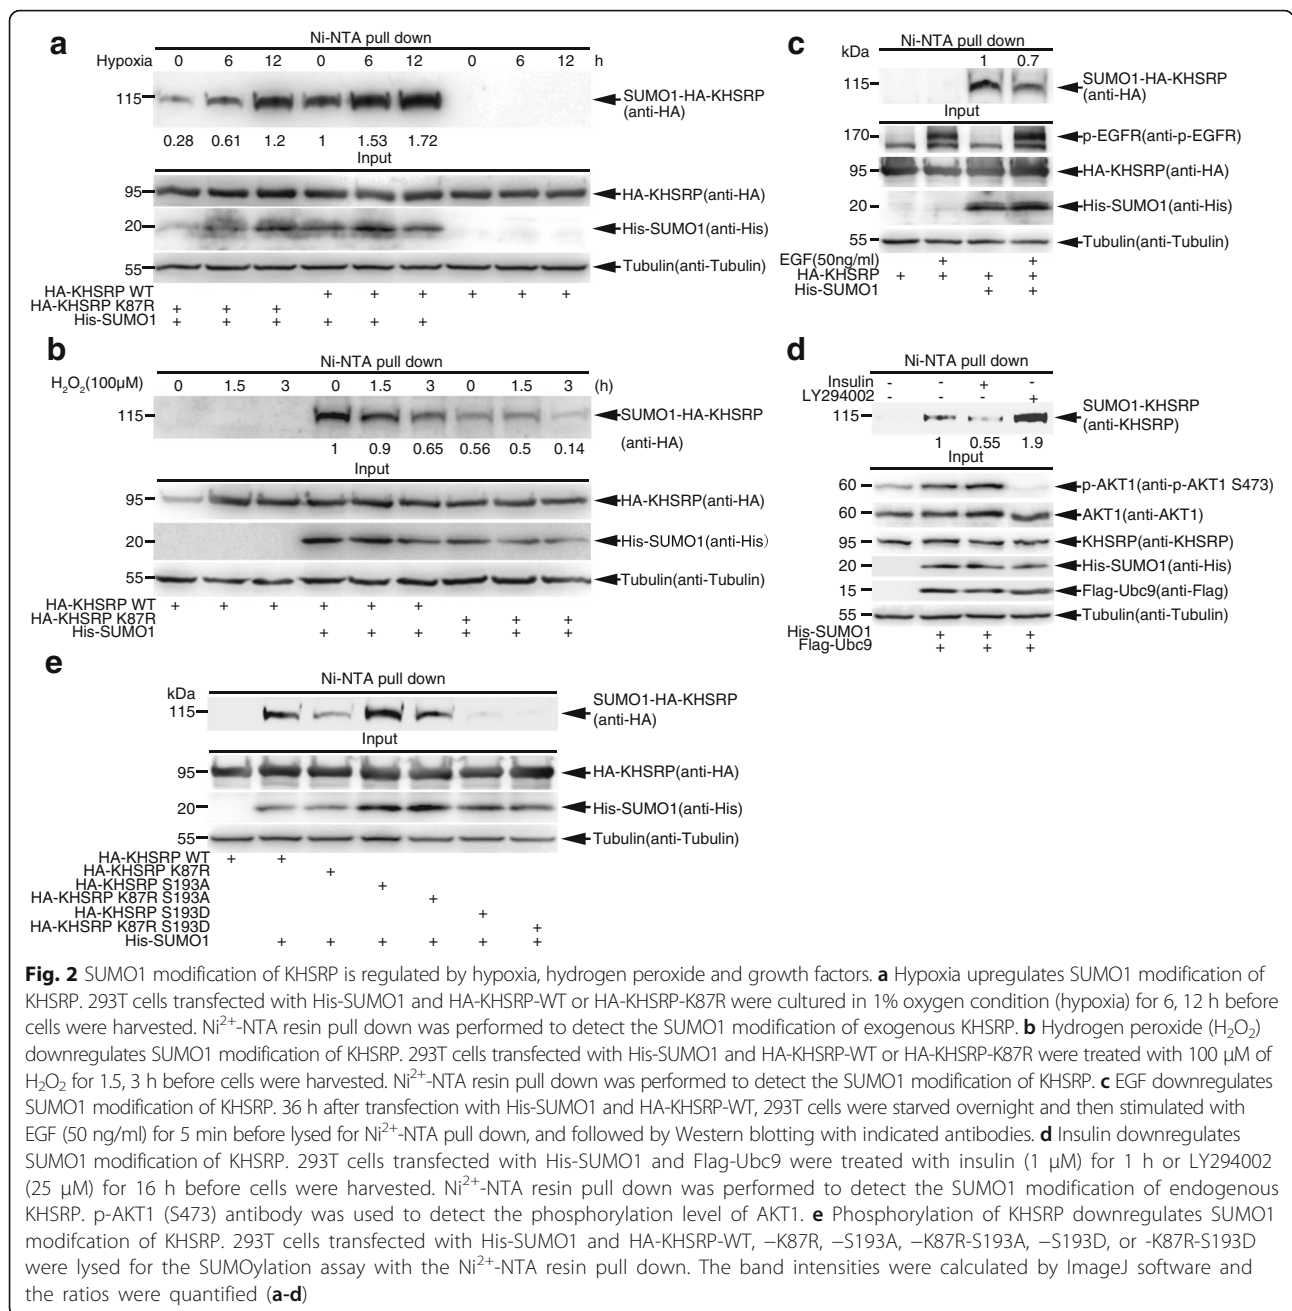 a
Ni-NTA pull down
Hypoxia 0 6 12 0 6 12 0 6 12 h
115
SUMO1-HA-KHSRP
(anti-HA)
0.28 0.61 1.2 1 1.53 1.72
Input
95 HA-KHSRP(anti-HA)
20 His-SUMO1(anti-His)
55 Tubulin(anti-Tubulin)
HA-KHSRP WT + + + + + +
HA-KHSRP K87R + + +
His-SUMO1 + + + + + +
b
Ni-NTA pull down
H₂O₂(100μM) 0 1.5 3 0 1.5 3 0 1.5 3 (h)
115 SUMO1-HA-KHSRP
(anti-HA)
1 0.9 0.65 0.56 0.5 0.14
Input
95 HA-KHSRP(anti-HA)
20 His-SUMO1(anti-His)
55 Tubulin(anti-Tubulin)
HA-KHSRP WT + + + + + +
HA-KHSRP K87R + + +
His-SUMO1 + + + + + +
c
kDa Ni-NTA pull down
1 0.7
115 SUMO1-HA-KHSRP
(anti-HA)
Input
170 p-EGFR(anti-p-EGFR)
95 HA-KHSRP(anti-HA)
20 His-SUMO1(anti-His)
55 Tubulin(anti-Tubulin)
EGF(50ng/ml) + +
HA-KHSRP + + + +
His-SUMO1 + +
d
Ni-NTA pull down
Insulin - - + -
LY294002 - - - +
115 SUMO1-KHSRP
(anti-KHSRP)
1 0.55 1.9
Input
60 p-AKT1(anti-p-AKT1 S473)
60 AKT1(anti-AKT1)
95 KHSRP(anti-KHSRP)
20 His-SUMO1(anti-His)
15 Flag-Ubc9(anti-Flag)
55 Tubulin(anti-Tubulin)
His-SUMO1 + + +
Flag-Ubc9 + + +
e
Ni-NTA pull down
kDa
115 SUMO1-HA-KHSRP
(anti-HA)
Input
95 HA-KHSRP(anti-HA)
20 His-SUMO1(anti-His)
55 Tubulin(anti-Tubulin)
HA-KHSRP WT + +
HA-KHSRP K87R +
HA-KHSRP S193A +
HA-KHSRP K87R S193A +
HA-KHSRP S193D +
HA-KHSRP K87R S193D +
His-SUMO1 + + + + + +
Fig. 2 SUMO1 modification of KHSRP is regulated by hypoxia, hydrogen peroxide and growth factors. a Hypoxia upregulates SUMO1 modification of
KHSRP. 293T cells transfected with His-SUMO1 and HA-KHSRP-WT or HA-KHSRP-K87R were cultured in 1% oxygen condition (hypoxia) for 6, 12 h before
cells were harvested. Ni²⁺-NTA resin pull down was performed to detect the SUMO1 modification of exogenous KHSRP. b Hydrogen peroxide (H₂O₂)
downregulates SUMO1 modification of KHSRP. 293T cells transfected with His-SUMO1 and HA-KHSRP-WT or HA-KHSRP-K87R were treated with 100 μM of
H₂O₂ for 1.5, 3 h before cells were harvested. Ni²⁺-NTA resin pull down was performed to detect the SUMO1 modification of KHSRP. c EGF downregulates
SUMO1 modification of KHSRP. 36 h after transfection with His-SUMO1 and HA-KHSRP-WT, 293T cells were starved overnight and then stimulated with
EGF (50 ng/ml) for 5 min before lysed for Ni²⁺-NTA pull down, and followed by Western blotting with indicated antibodies. d Insulin downregulates
SUMO1 modification of KHSRP. 293T cells transfected with His-SUMO1 and Flag-Ubc9 were treated with insulin (1 μM) for 1 h or LY294002
(25 μM) for 16 h before cells were harvested. Ni²⁺-NTA resin pull down was performed to detect the SUMO1 modification of endogenous
KHSRP. p-AKT1 (S473) antibody was used to detect the phosphorylation level of AKT1. e Phosphorylation of KHSRP downregulates SUMO1
modifcation of KHSRP. 293T cells transfected with His-SUMO1 and HA-KHSRP-WT, −K87R, −S193A, −K87R-S193A, −S193D, or -K87R-S193D
were lysed for the SUMOylation assay with the Ni²⁺-NTA resin pull down. The band intensities were calculated by ImageJ software and
the ratios were quantified (a-d)